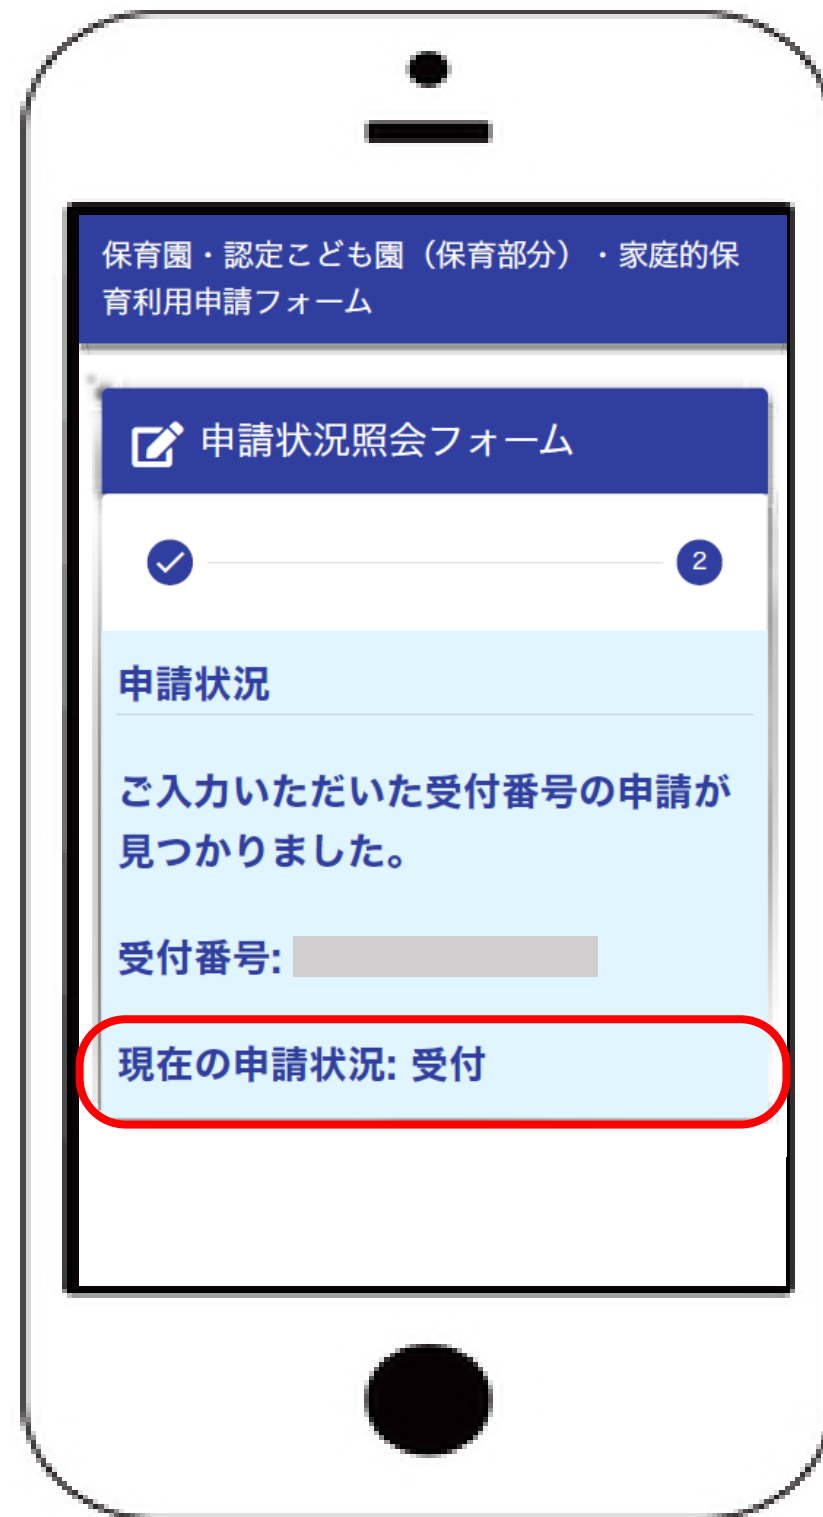 保育園・認定こども園（保育部分）・家庭的保
育利用申請フォーム
申請状況照会フォーム
2
申請状況
ご入力いただいた受付番号の申請が
見つかりました。
受付番号:
現在の申請状況: 受付